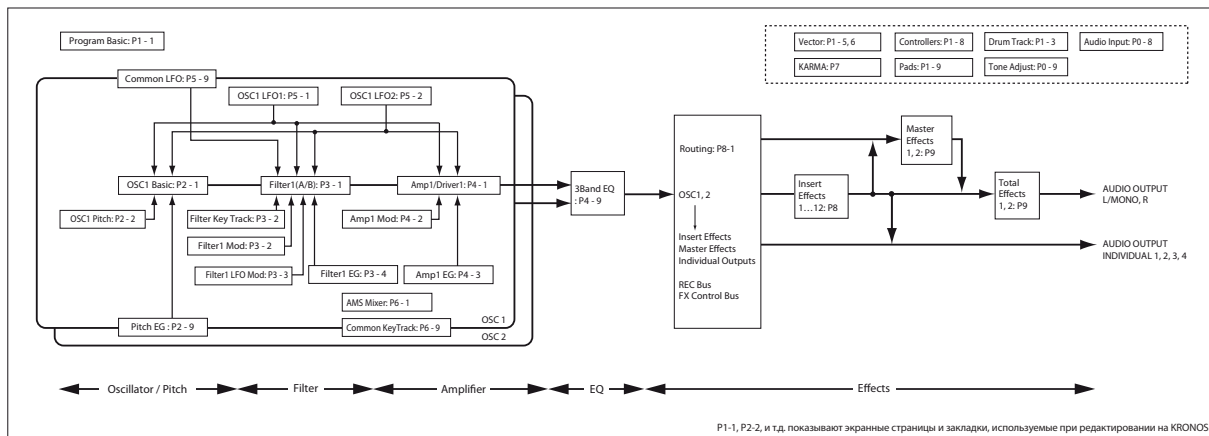 Program Basic: P1 - 1
Vector: P1 - 5, 6
Controllers: P1 - 8
Drum Track: P1 - 3
Audio Input: P0 - 8
KARMA: P7
Pads: P1 - 9
Tone Adjust: P0 - 9
Common LFO: P5 - 9
OSC1 LFO1: P5 - 1
OSC1 LFO2: P5 - 2
OSC1 Basic: P2 - 1
Filter1(A/B): P3 - 1
Amp1/Driver1: P4 - 1
OSC1 Pitch: P2 - 2
Filter Key Track: P3 - 2
Amp1 Mod: P4 - 2
Filter1 Mod: P3 - 2
Filter1 LFO Mod: P3 - 3
Filter1 EG: P3 - 4
Amp1 EG: P4 - 3
AMS Mixer: P6 - 1
Pitch EG : P2 - 9
Common KeyTrack: P6 - 9
OSC 1
OSC 2
3Band EQ
: P4 - 9
Routing: P8-1
OSC1, 2
Insert Effects
Master Effects
Individual Outputs
REC Bus
FX Control Bus
Insert
Effects
1…12: P8
Master
Effects
1, 2: P9
Total
Effects
1, 2: P9
AUDIO OUTPUT
L/MONO, R
AUDIO OUTPUT
INDIVIDUAL 1, 2, 3, 4
Oscillator / Pitch
Filter
Amplifier
EQ
Effects
P1-1, P2-2, и т.д. показывают экранные страницы и закладки, используемые при редактировании на KRONOS